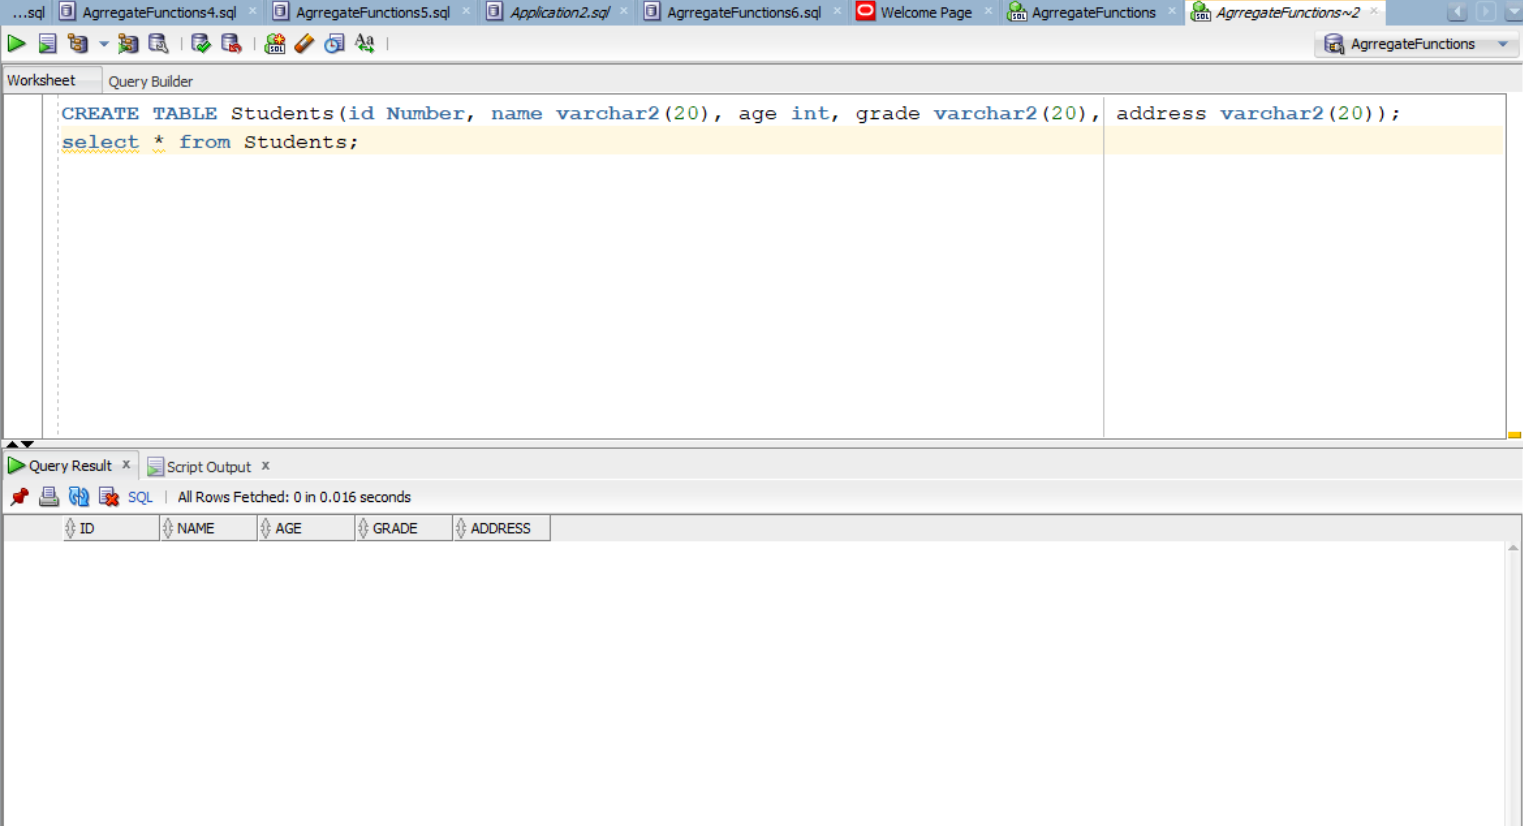 ...sql AgrregateFunctions4.sql × AgrregateFunctions5.sql × Application2.sql × AgrregateFunctions6.sql × Welcome Page × AgrregateFunctions × AgrregateFunctions~2 ×
SQL Aa AgrregateFunctions
Worksheet Query Builder
CREATE TABLE Students(id Number, name varchar2(20), age int, grade varchar2(20), address varchar2(20));
select * from Students;
Query Result x Script Output x
SQL | All Rows Fetched: 0 in 0.016 seconds
ID NAME AGE GRADE ADDRESS